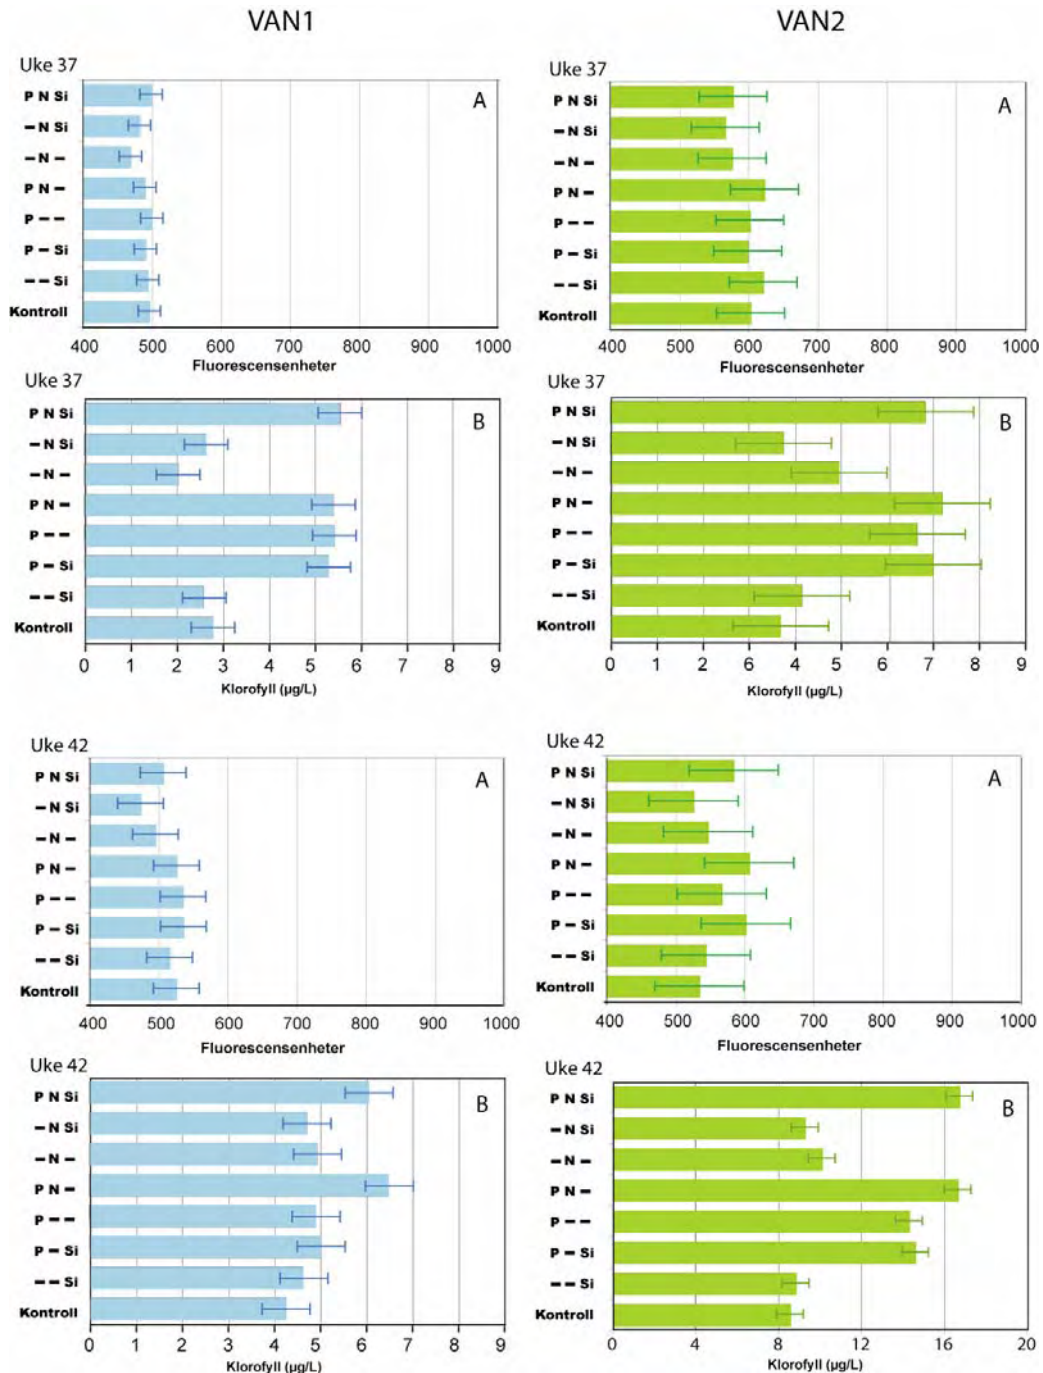 VAN1
VAN2
Uke 37
A
P N Si
– N Si
– N –
P N –
P – –
P – Si
– – Si
Kontroll
400 500 600 700 800 900 1000
Fluorescensenheter
Uke 37
A
P N Si
– N Si
– N –
P N –
P – –
P – Si
– – Si
Kontroll
400 500 600 700 800 900 1000
Fluorescensenheter
Uke 37
B
P N Si
– N Si
– N –
P N –
P – –
P – Si
– – Si
Kontroll
0 1 2 3 4 5 6 7 8 9
Klorofyll (µg/L)
Uke 37
B
P N Si
– N Si
– N –
P N –
P – –
P – Si
– – Si
Kontroll
0 1 2 6 4 5 6 7 8 9
Klorofyll (µg/L)
Uke 42
A
P N Si
– N Si
– N –
P N –
P – –
P – Si
– – Si
Kontroll
400 500 600 700 800 900 1000
Fluorescensenheter
Uke 42
A
P N Si
– N Si
– N –
P N –
P – –
P – Si
– – Si
Kontroll
400 500 600 700 800 900 1000
Fluorescensenheter
Uke 42
B
P N Si
– N Si
– N –
P N –
P – –
P – Si
– – Si
Kontroll
0 1 2 3 4 5 6 7 8 9
Klorofyll (µg/L)
Uke 42
B
P N Si
– N Si
– N –
P N –
P – –
P – Si
– – Si
Kontroll
0 4 8 12 16 20
Klorofyll (µg/L)